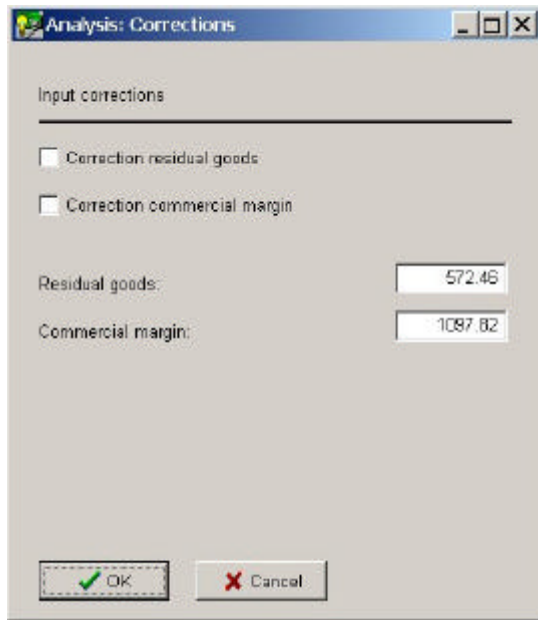 Analysis: Corrections
Input corrections
Correction residual goods
Correction commercial margin
Residual goods: 572.46
Commercial margin: 1097.82
OK Cancel